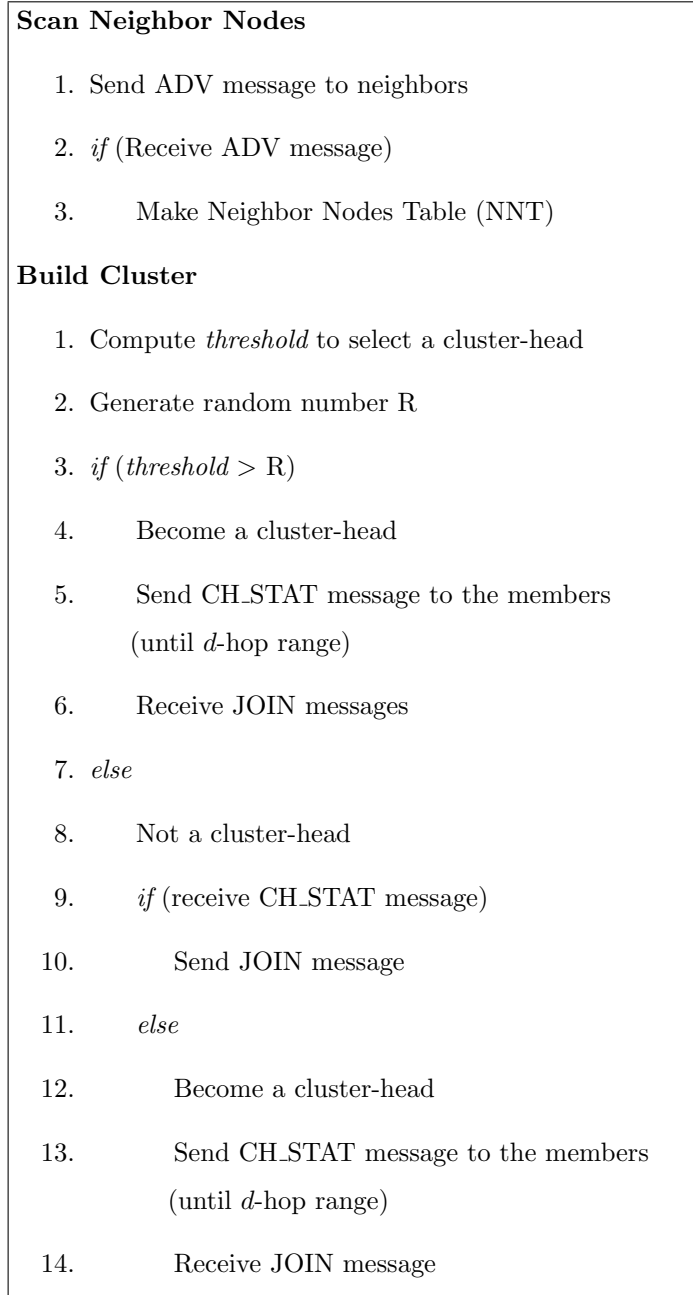 Scan Neighbor Nodes
1. Send ADV message to neighbors
2. if (Receive ADV message)
3. Make Neighbor Nodes Table (NNT)
Build Cluster
1. Compute threshold to select a cluster-head
2. Generate random number R
3. if (threshold > R)
4. Become a cluster-head
5. Send CH_STAT message to the members
(until d-hop range)
6. Receive JOIN messages
7. else
8. Not a cluster-head
9. if (receive CH_STAT message)
10. Send JOIN message
11. else
12. Become a cluster-head
13. Send CH_STAT message to the members
(until d-hop range)
14. Receive JOIN message